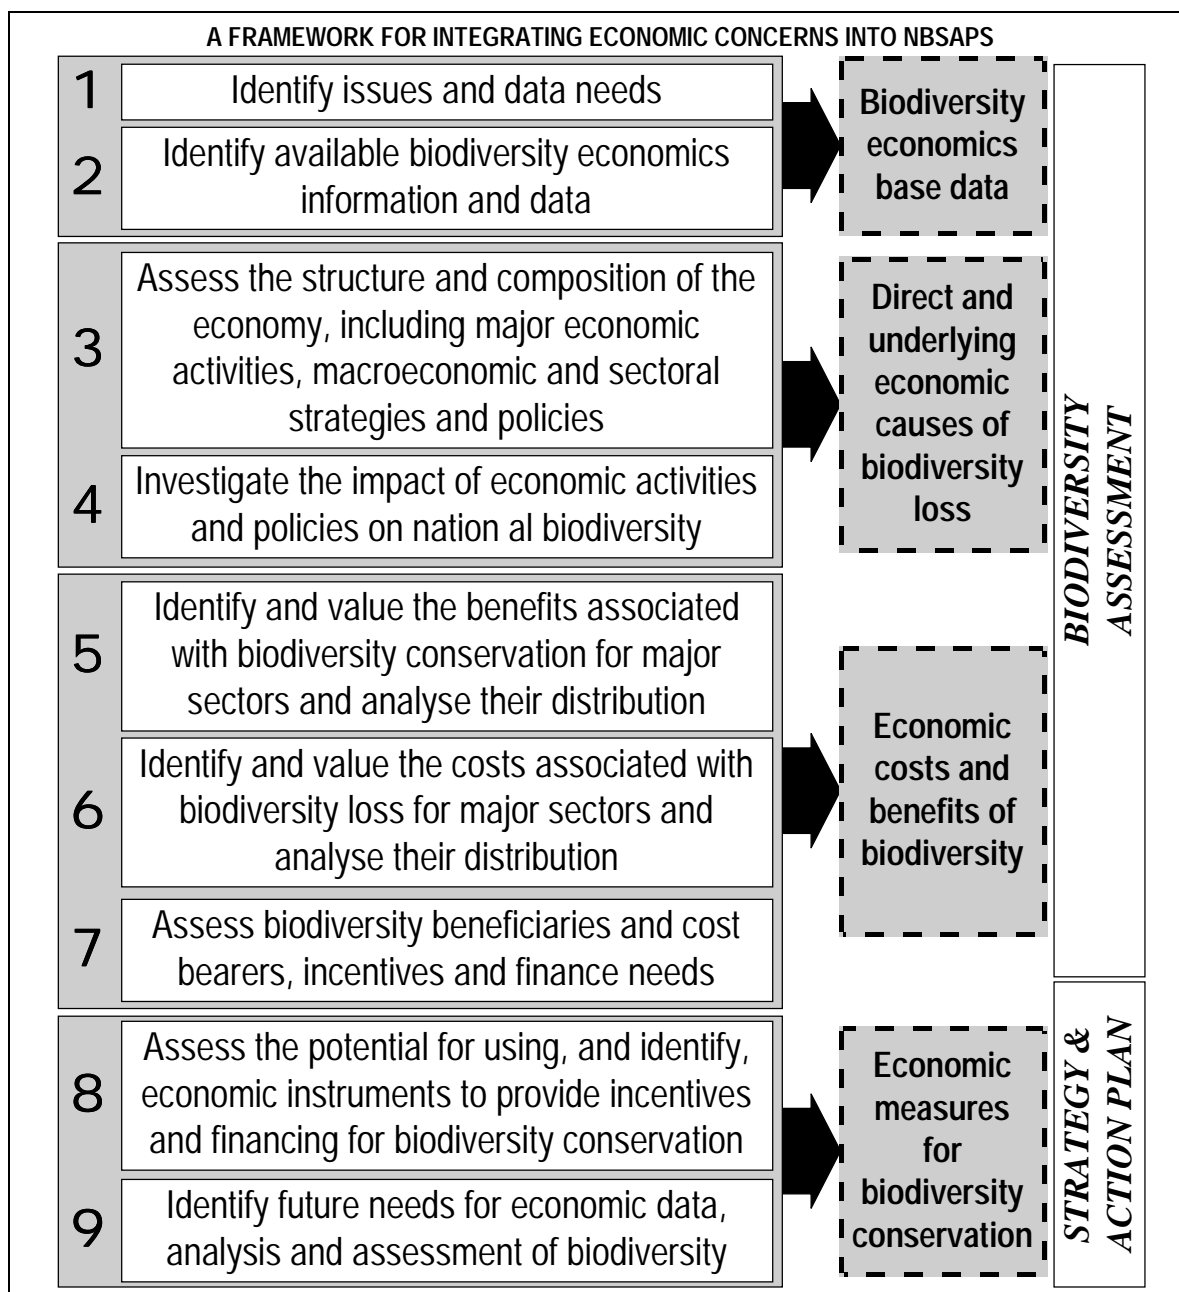 A FRAMEWORK FOR INTEGRATING ECONOMIC CONCERNS INTO NBSAPS
1
Identify issues and data needs
2
Identify available biodiversity economics
information and data
Biodiversity
economics
base data
3
Assess the structure and composition of the
economy, including major economic
activities, macroeconomic and sectoral
strategies and policies
4
Investigate the impact of economic activities
and policies on nation al biodiversity
Direct and
underlying
economic
causes of
biodiversity
loss
5
Identify and value the benefits associated
with biodiversity conservation for major
sectors and analyse their distribution
6
Identify and value the costs associated with
biodiversity loss for major sectors and
analyse their distribution
7
Assess biodiversity beneficiaries and cost
bearers, incentives and finance needs
Economic
costs and
benefits of
biodiversity
BIODIVERSITY
ASSESSMENT
8
Assess the potential for using, and identify,
economic instruments to provide incentives
and financing for biodiversity conservation
9
Identify future needs for economic data,
analysis and assessment of biodiversity
Economic
measures
for
biodiversity
conservation
STRATEGY &
ACTION PLAN